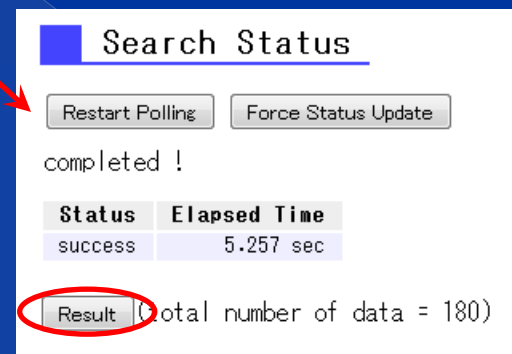 Search Status
Restart Polling Force Status Update
completed !
Status Elapsed Time
success 5.257 sec
Result (total number of data = 180)